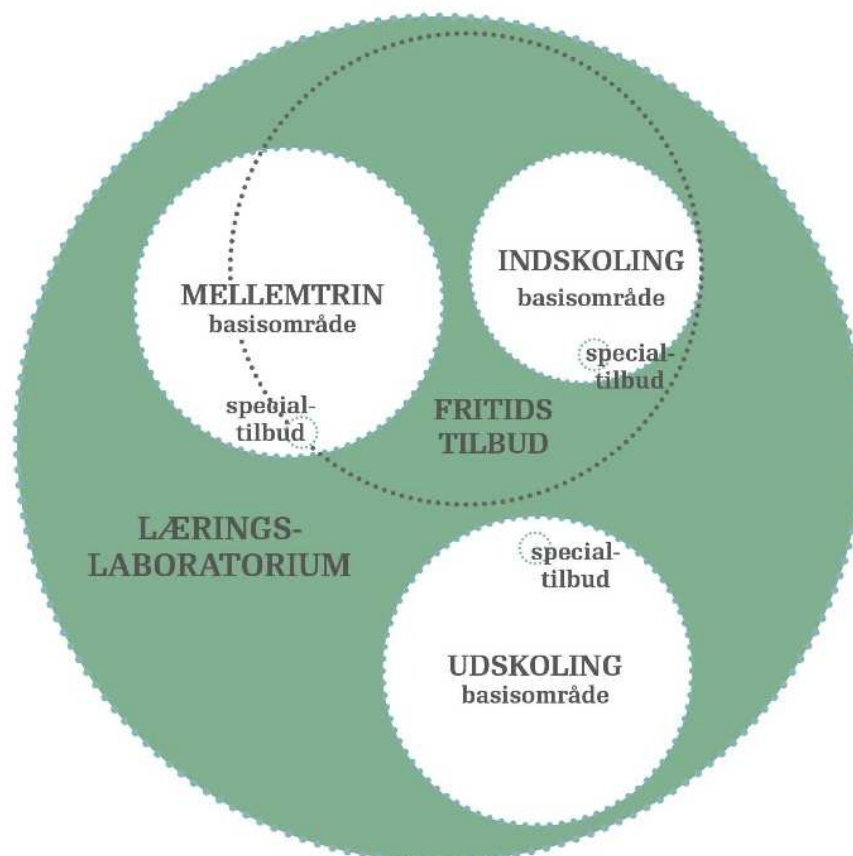 INDSKOLING
basisområde
special-
tilbud
MELLEMTRIN
basisområde
special-
tilbud
FRITIDS
TILBUD
LÆRINGS-
LABORATORIUM
special-
tilbud
UDSKOLING
basisområde